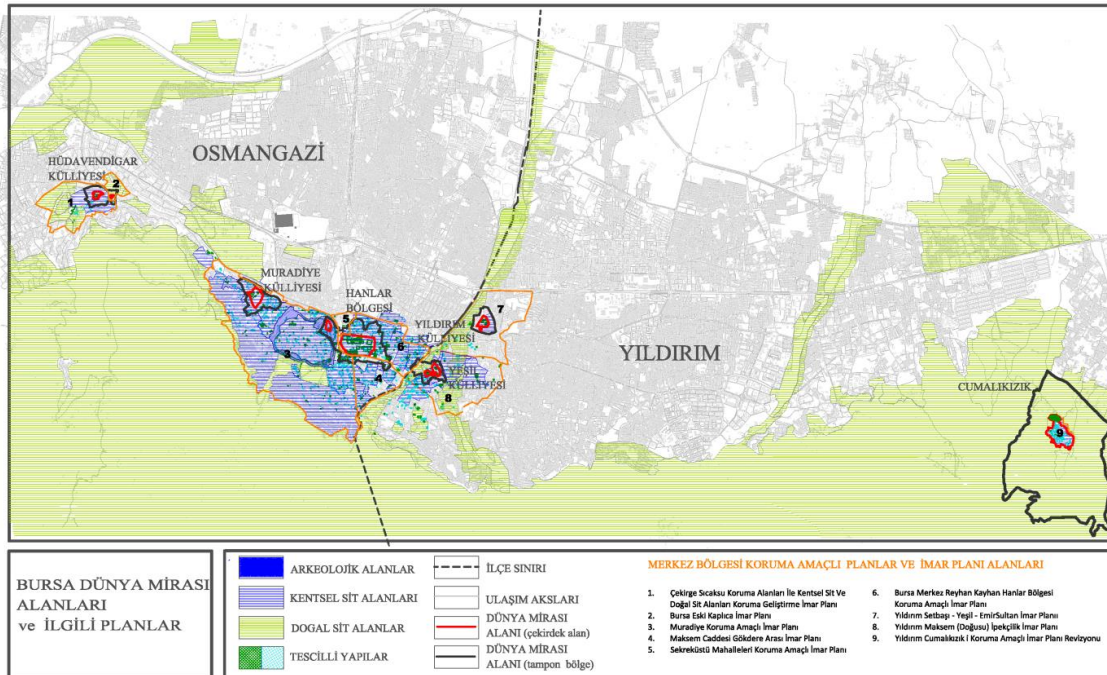 OSMANGAZİ
HÜDAVENDİGAR
KÜLLİYESİ
2
1
MURADİYE
KÜLLİYESİ
HANLAR
BÖLGESİ
5
7
YILDIRIM
KÜLLİYESİ
6
3
4
YEŞİL
KÜLLİYESİ
8
YILDIRIM
CUMALIKIZIK
9
BURSA DÜNYA MİRASI
ALANLARI
ve İLGİLİ PLANLAR
ARKEOLOJİK ALANLAR
KENTSEL SİT ALANLARI
DOGAL SİT ALANLAR
TESCİLLİ YAPILAR
İLÇE SINIRI
ULAŞIM AKSLARI
DÜNYA MİRASI
ALANI (çekirdek alan)
DÜNYA MİRASI
ALANI (tampon bölge)
MERKEZ BÖLGESİ KORUMA AMAÇLI PLANLAR VE İMAR PLANI ALANLARI
1. Çekirge Sıcaksu Koruma Alanları İle Kentsel Sit Ve
Doğal Sit Alanları Koruma Geliştirme İmar Planı
2. Bursa Eski Kaplıca İmar Planı
3. Muradiye Koruma Amaçlı İmar Planı
4. Maksem Caddesi Gökdere Arası İmar Planı
5. Sekreküstü Mahalleleri Koruma Amaçlı İmar Planı
6. Bursa Merkez Reyhan Kayhan Hanlar Bölgesi
Koruma Amaçlı İmar Planı
7. Yıldırım Setbaşı - Yeşil - EmirSultan İmar Planını
8. Yıldırım Maksem (Doğusu) İpekçilik İmar Planı
9. Yıldırım Cumalıkızık I Koruma Amaçlı İmar Planı Revizyonu